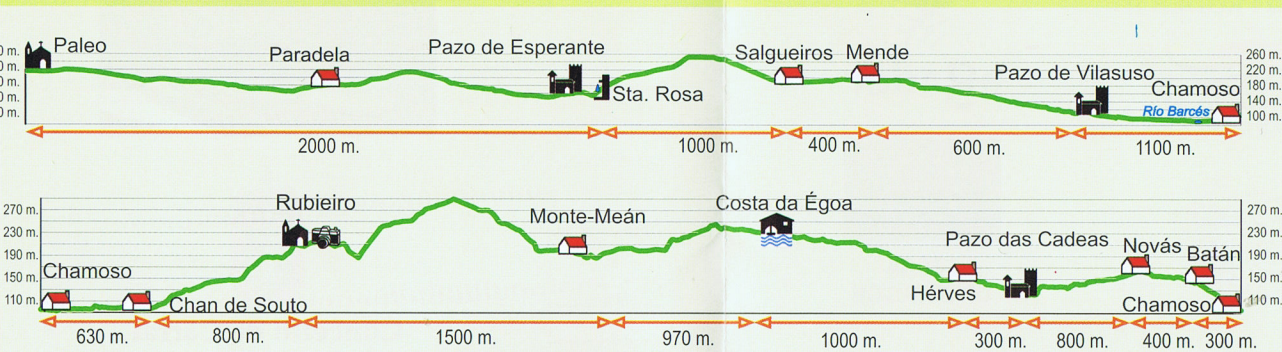 Paleo
Paradela
Pazo de Esperante
Sta. Rosa
Salgueiros
Mende
Pazo de Vilasuso
Chamoso
Río Barcés
260 m.
220 m.
180 m.
140 m.
100 m.
2000 m.
1000 m.
400 m.
600 m.
1100 m.
270 m.
230 m.
190 m.
150 m.
110 m.
Chamoso
Chan de Souto
Rubieiro
Monte-Meán
Costa da Égoa
Hérves
Pazo das Cadeas
Novás
Batán
Chamoso
270 m.
230 m.
190 m.
150 m.
110 m.
630 m.
800 m.
1500 m.
970 m.
1000 m.
300 m.
800 m.
400 m.
300 m.